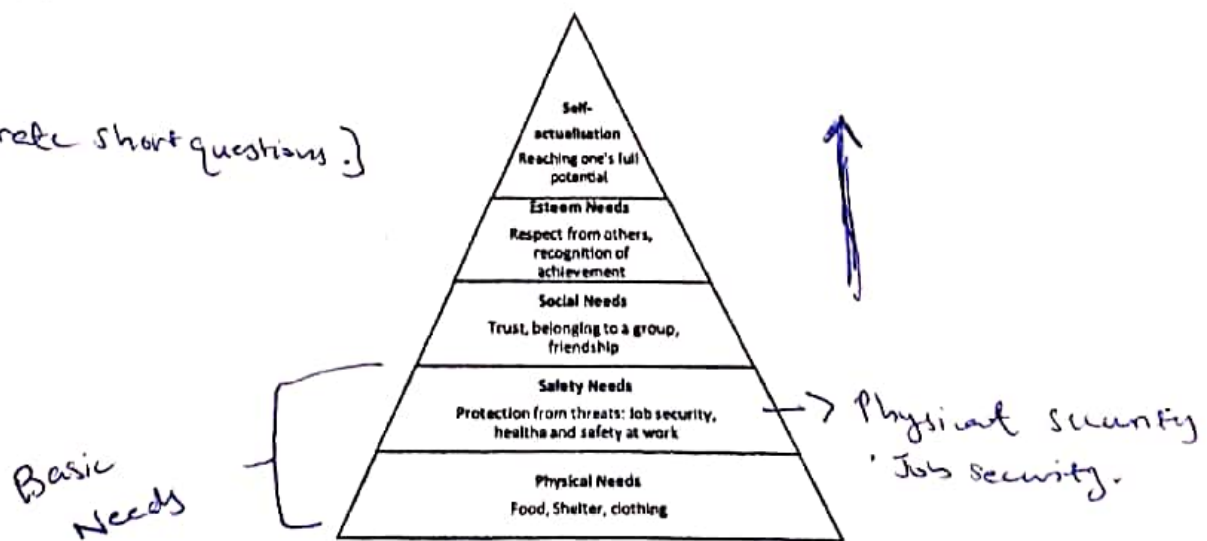 short questions.]
Self-
actualisation
Reaching one's full
potential
Esteem Needs
Respect from others,
recognition of
achievement
Social Needs
Trust, belonging to a group,
friendship
Safety Needs
Protection from threats: Job security,
healtha and safety at work
Physical Needs
Food, Shelter, clothing
Basic
Needs
→ Physical security
· Job security.